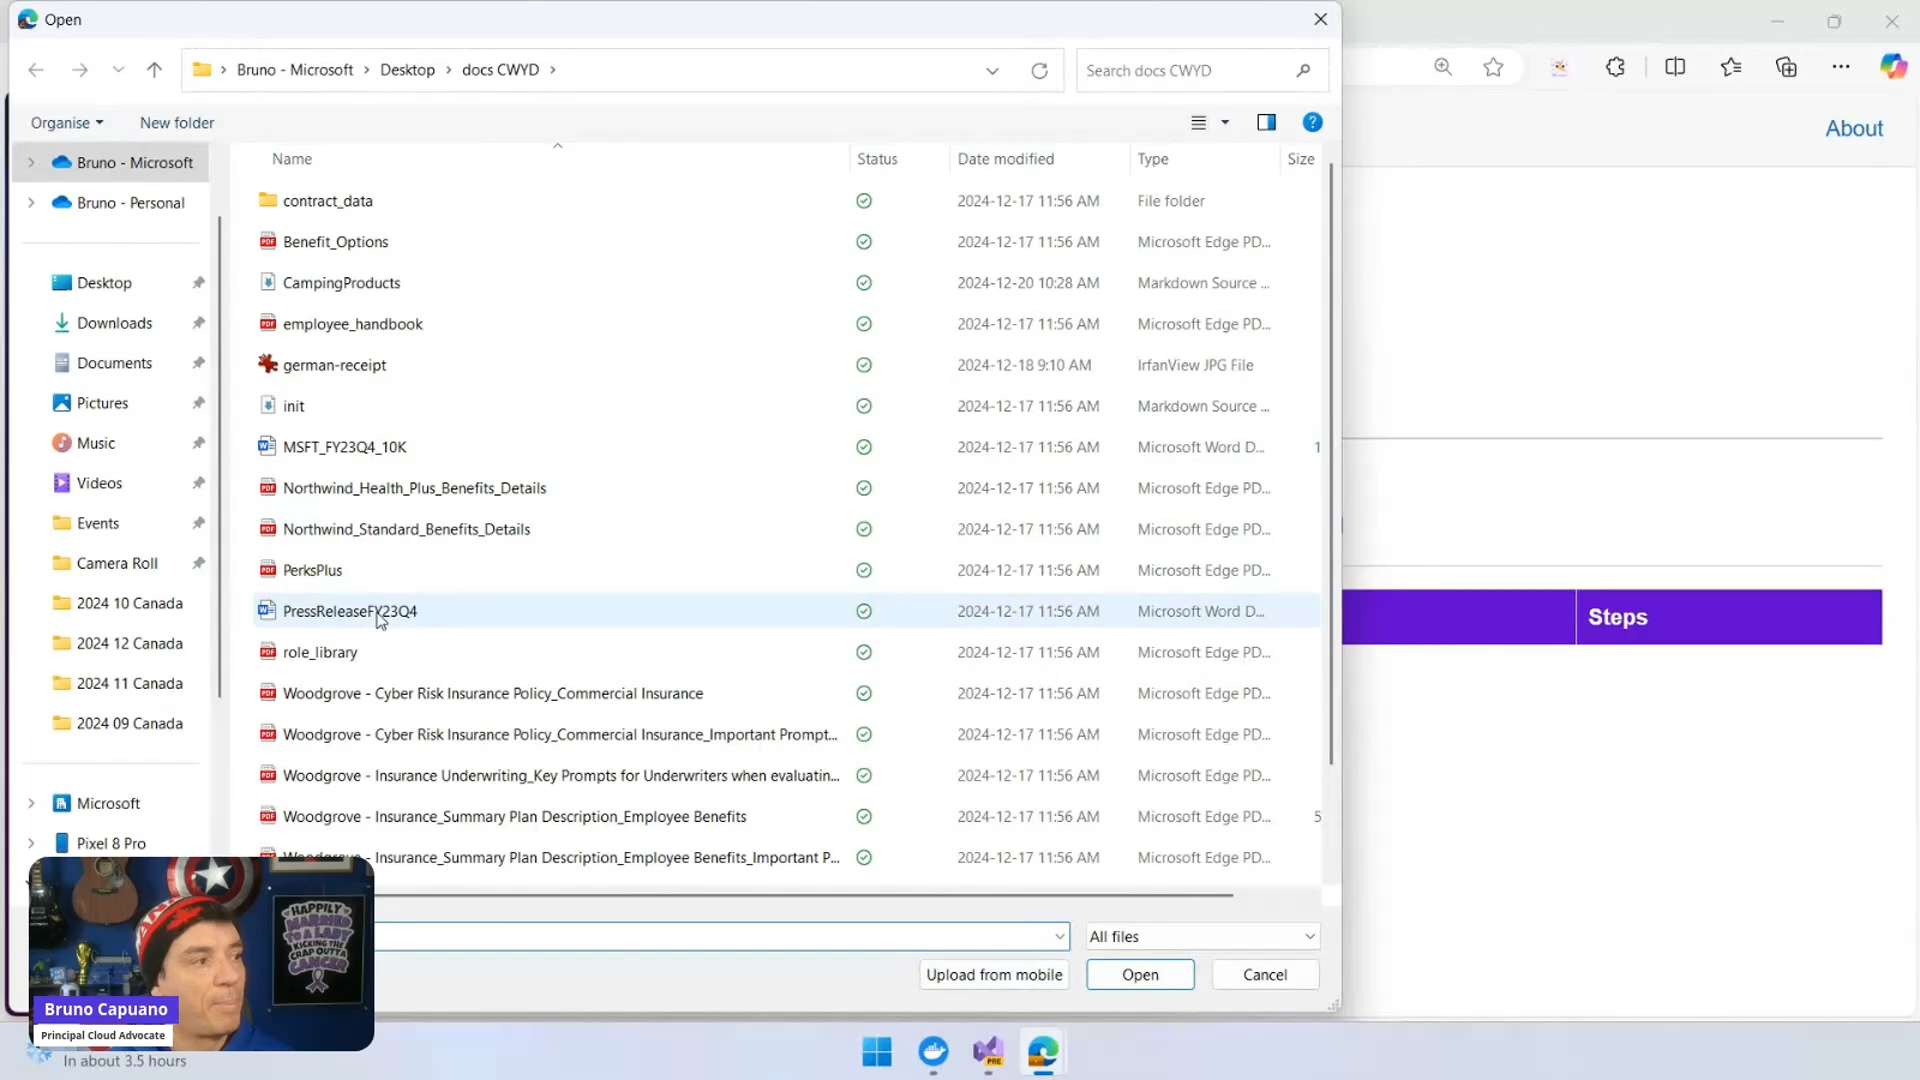 Open
Bruno - Microsoft
Desktop
docs CWYD
Search docs CWYD
Organise
New folder
About
Name
Status
Date modified
Type
Size
Bruno - Microsoft
Bruno - Personal
Desktop
Downloads
Documents
Pictures
Music
Videos
Events
Camera Roll
2024 10 Canada
2024 12 Canada
2024 11 Canada
2024 09 Canada
Microsoft
Pixel 8 Pro
contract_data 2024-12-17 11:56 AM File folder
Benefit_Options 2024-12-17 11:56 AM Microsoft Edge PD...
CampingProducts 2024-12-20 10:28 AM Markdown Source ...
employee_handbook 2024-12-17 11:56 AM Microsoft Edge PD...
german-receipt 2024-12-18 9:10 AM IrfanView JPG File
init 2024-12-17 11:56 AM Markdown Source ...
MSFT_FY23Q4_10K 2024-12-17 11:56 AM Microsoft Word D... 1
Northwind_Health_Plus_Benefits_Details 2024-12-17 11:56 AM Microsoft Edge PD...
Northwind_Standard_Benefits_Details 2024-12-17 11:56 AM Microsoft Edge PD...
PerksPlus 2024-12-17 11:56 AM Microsoft Edge PD...
PressReleaseFY23Q4 2024-12-17 11:56 AM Microsoft Word D...
role_library 2024-12-17 11:56 AM Microsoft Edge PD...
Woodgrove - Cyber Risk Insurance Policy_Commercial Insurance 2024-12-17 11:56 AM Microsoft Edge PD...
Woodgrove - Cyber Risk Insurance Policy_Commercial Insurance_Important Prompt... 2024-12-17 11:56 AM Microsoft Edge PD...
Woodgrove - Insurance Underwriting_Key Prompts for Underwriters when evaluatin... 2024-12-17 11:56 AM Microsoft Edge PD...
Woodgrove - Insurance_Summary Plan Description_Employee Benefits 2024-12-17 11:56 AM Microsoft Edge PD... 5
- Insurance_Summary Plan Description_Employee Benefits_Important P... 2024-12-17 11:56 AM Microsoft Edge PD...
Steps
All files
Upload from mobile
Open
Cancel
HAPPILY
MARRIED
TO A LADY
KICKING THE
CRAP OUTTA
CANCER
Bruno Capuano
Principal Cloud Advocate
In about 3.5 hours
PRE